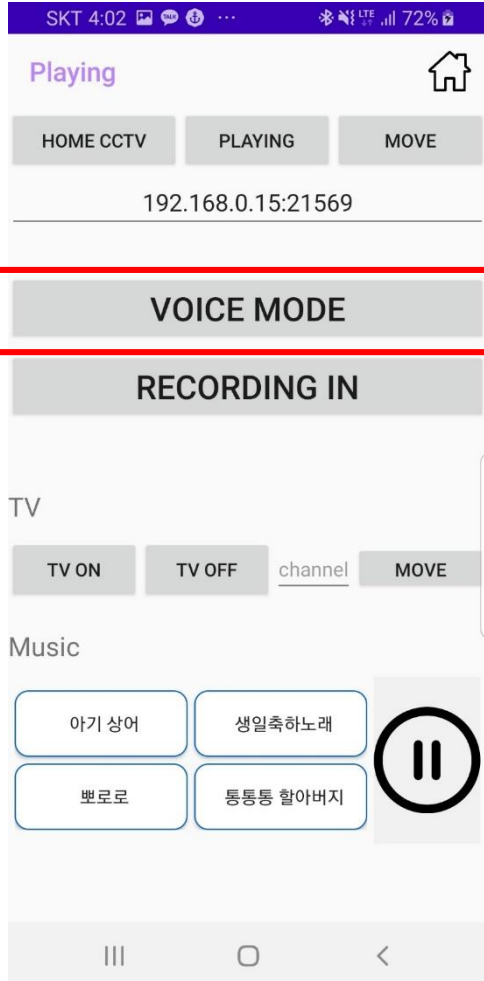 SKT 4:02 TALK ... LTE 72%
Playing
HOME CCTV PLAYING MOVE
192.168.0.15:21569
VOICE MODE
RECORDING IN
TV
TV ON TV OFF channel MOVE
Music
아기 상어 생일축하노래
뽀로로 통통통 할아버지